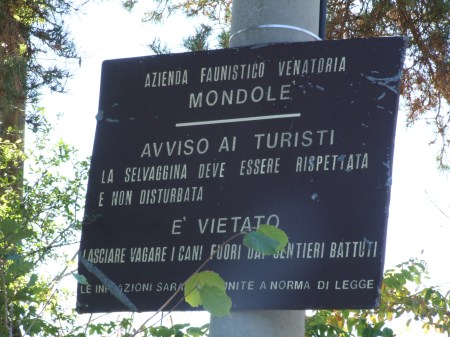 AZIENDA FAUNISTICO VENATORIA
MONDOLE'
AVVISO AI TURISTI
LA SELVAGGINA DEVE ESSERE RISPETTATA
E NON DISTURBATA
E' VIETATO
LASCIARE VAGARE I CANI FUORI DAI SENTIERI BATTUTI
LE INFRAZIONI SARANNO PUNITE A NORMA DI LEGGE